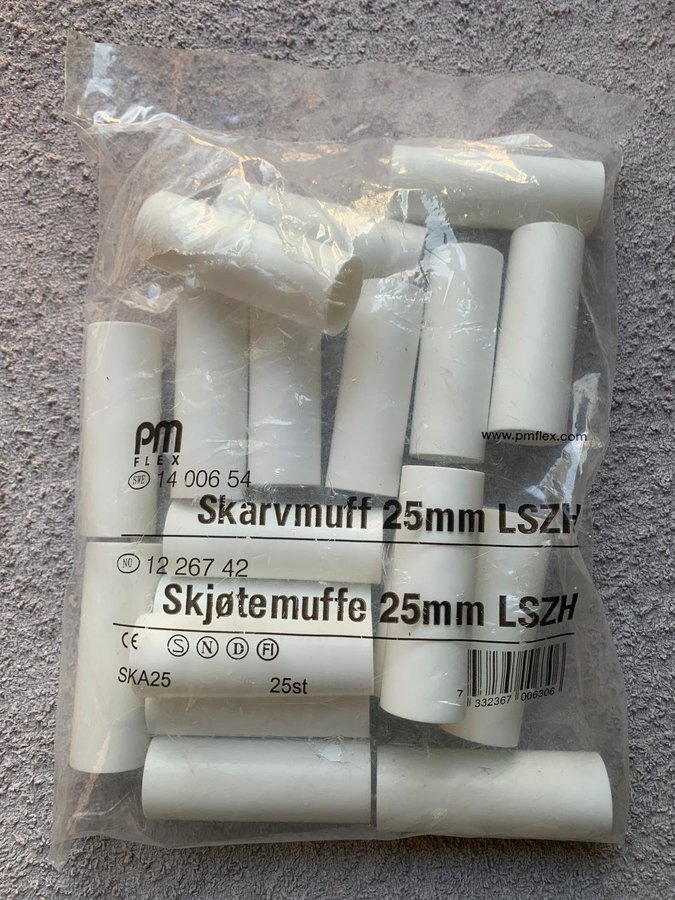 www.pmflex.com
pm
FLEX
SWE 14 006 54
Skarvmuff 25mm LSZH
NO 12 267 42
Skjøtemuffe 25mm LSZH
CE S N D FI
SKA25 25st
7 332367 006306